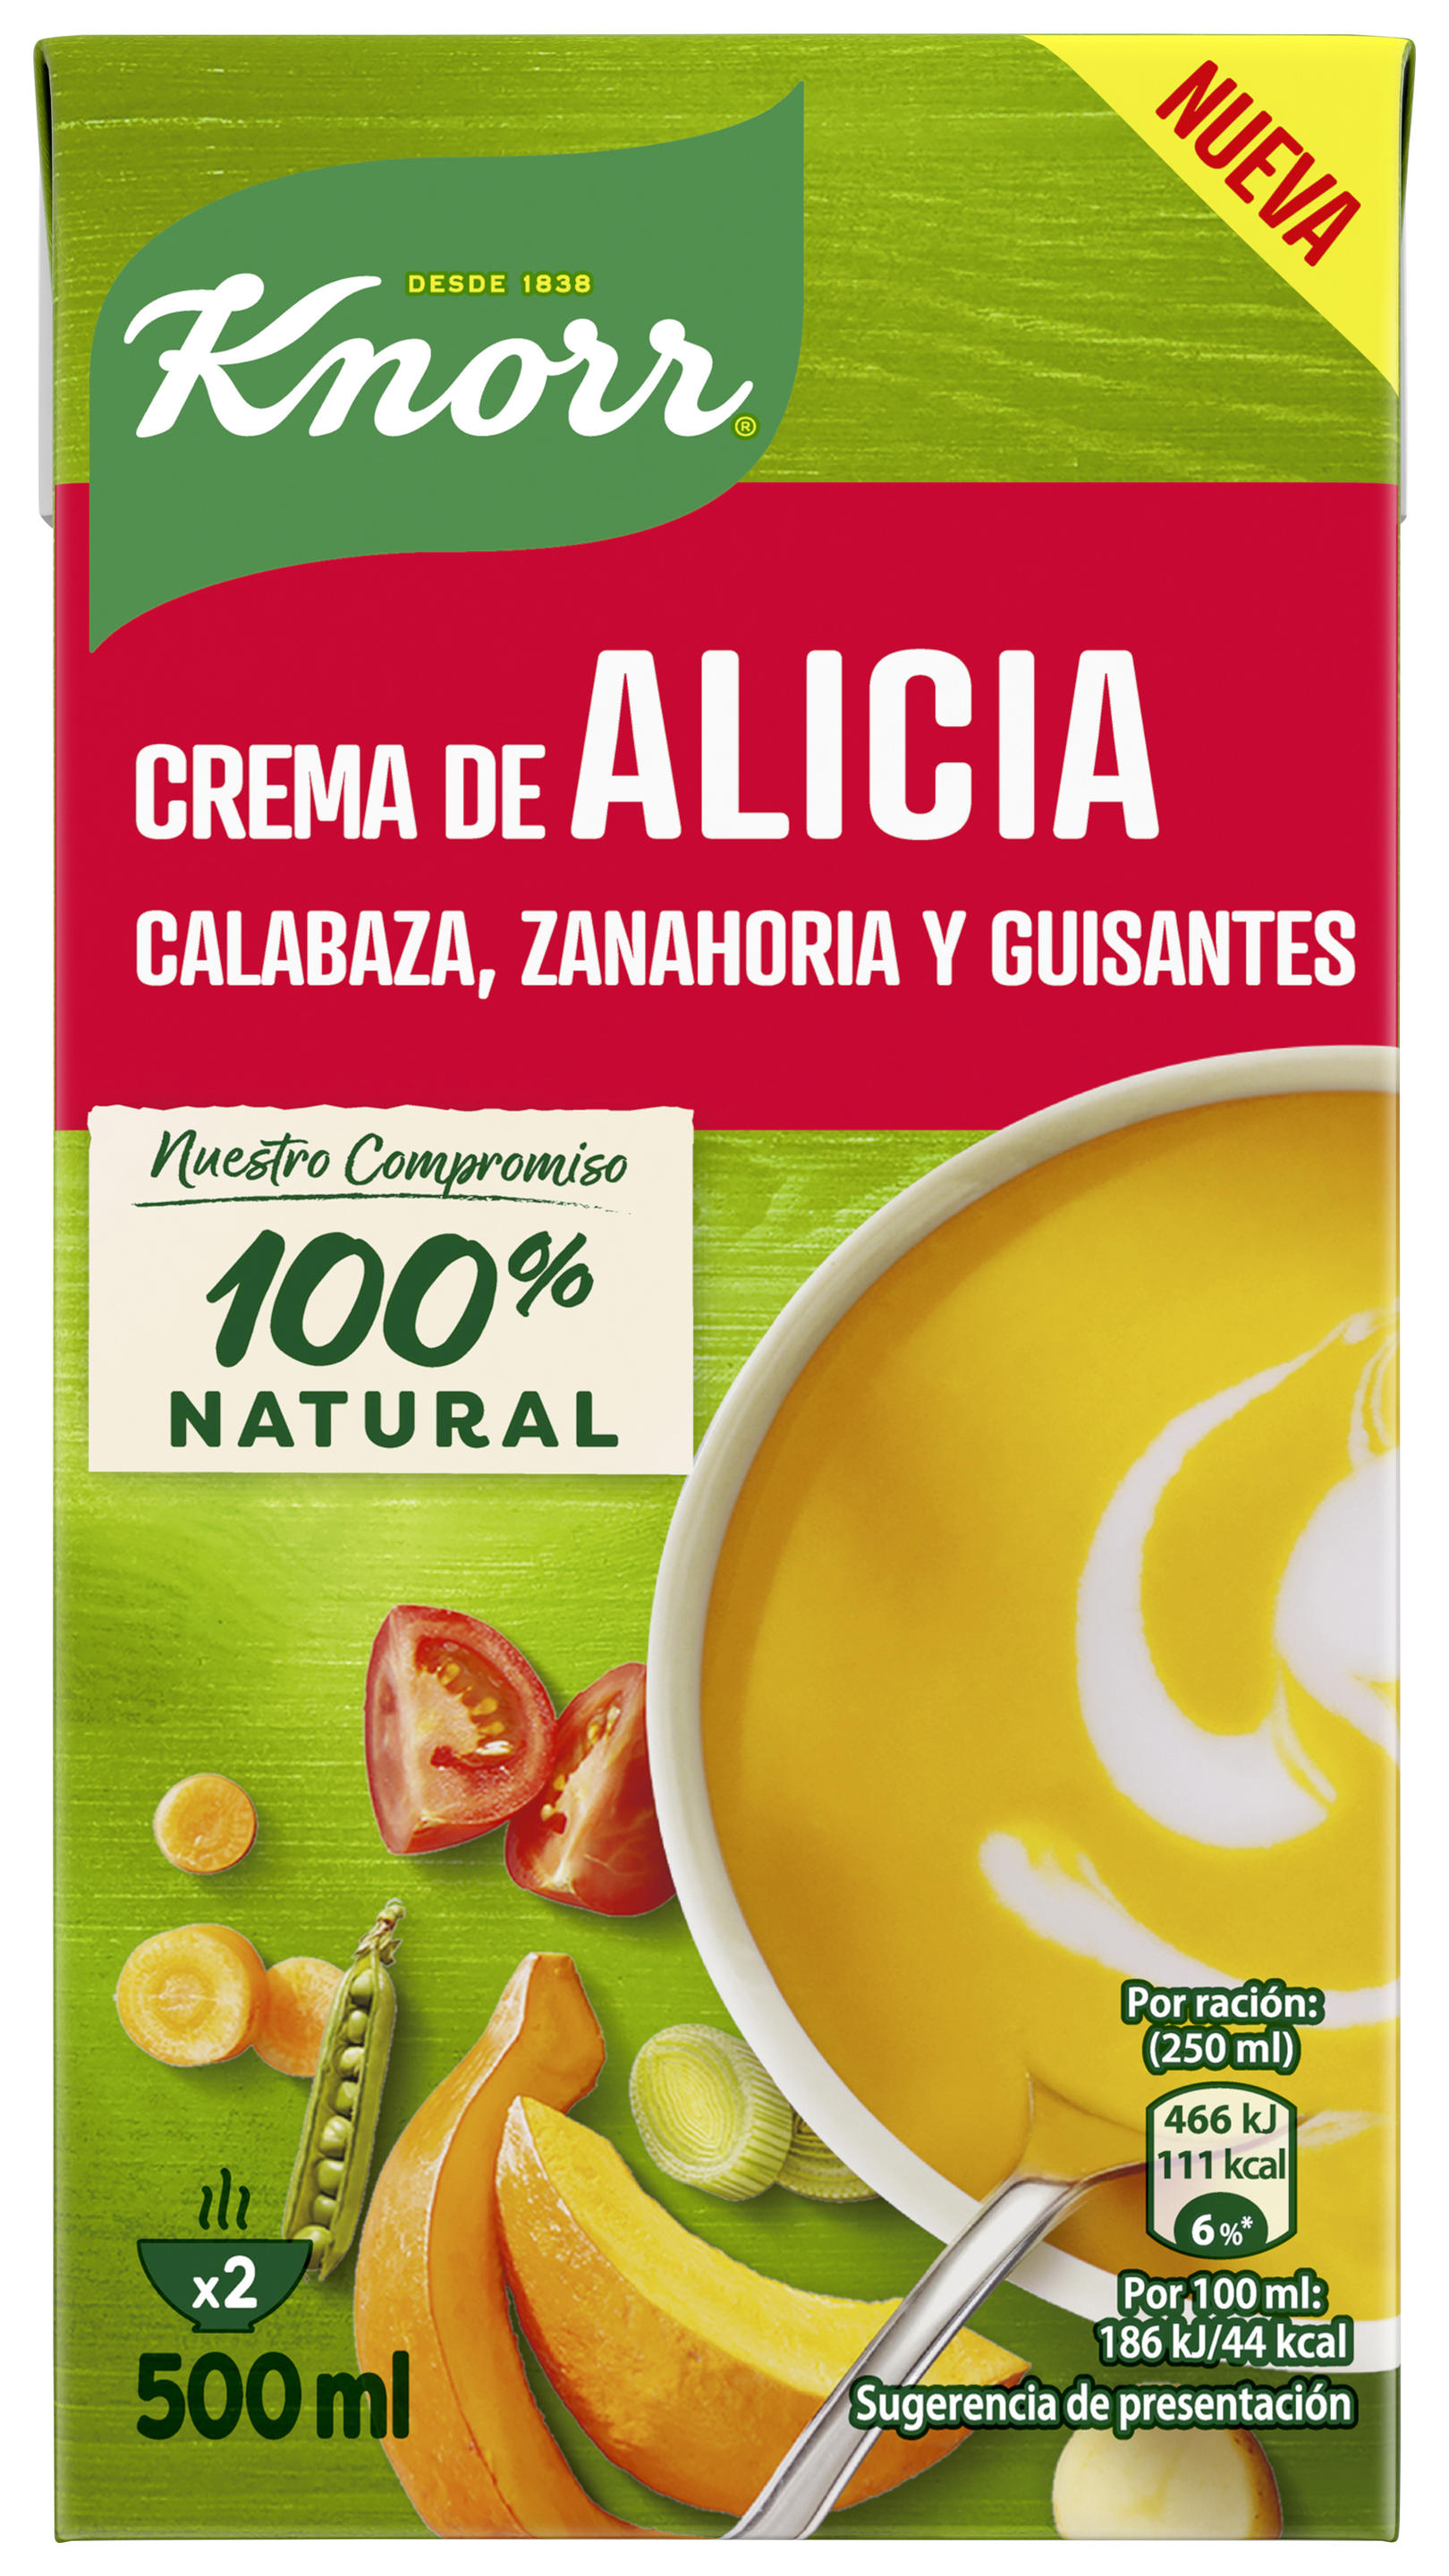 NUEVA
DESDE 1838
Knorr®
CREMA DE ALICIA
CALABAZA, ZANAHORIA Y GUISANTES
Nuestro Compromiso
100%
NATURAL
Por ración:
(250 ml)
466 kJ
111 kcal
6%*
Por 100 ml:
186 kJ/44 kcal
Sugerencia de presentación
x2
500 ml